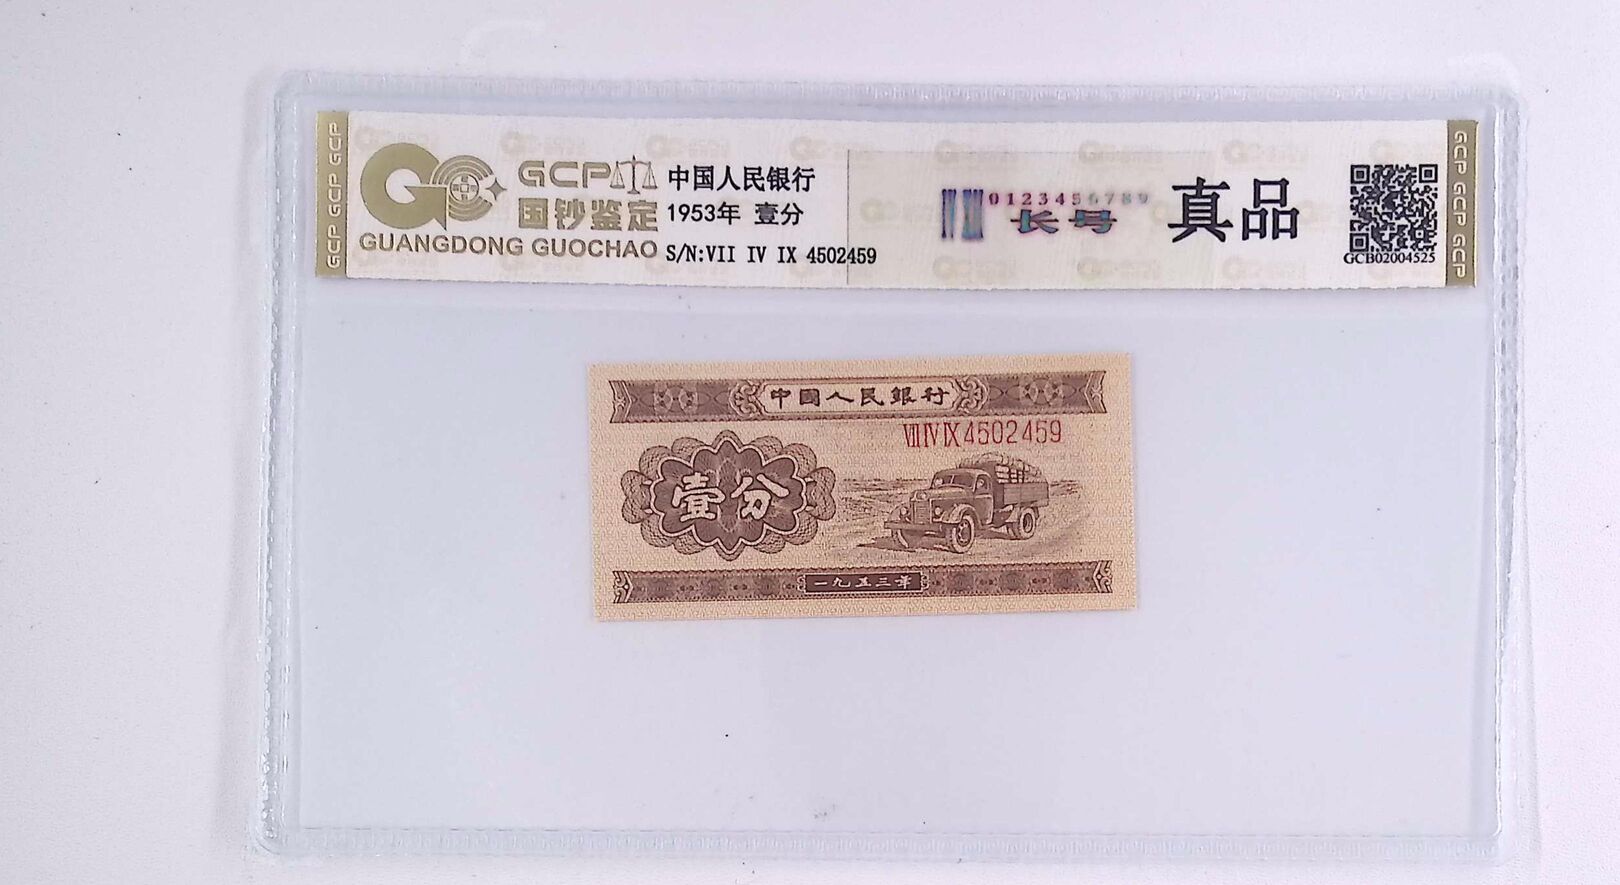 GCP GCP GCP
GCP
国钞鉴定
GUANGDONG GUOCHAO
中国人民银行
1953年 壹分
S/N:VII IV IX 4502459
0123456789
长号
真品
GCB02004525
GCP GCP GCP
中國人民銀行
VII IV IX 4502459
壹分
一九五三年